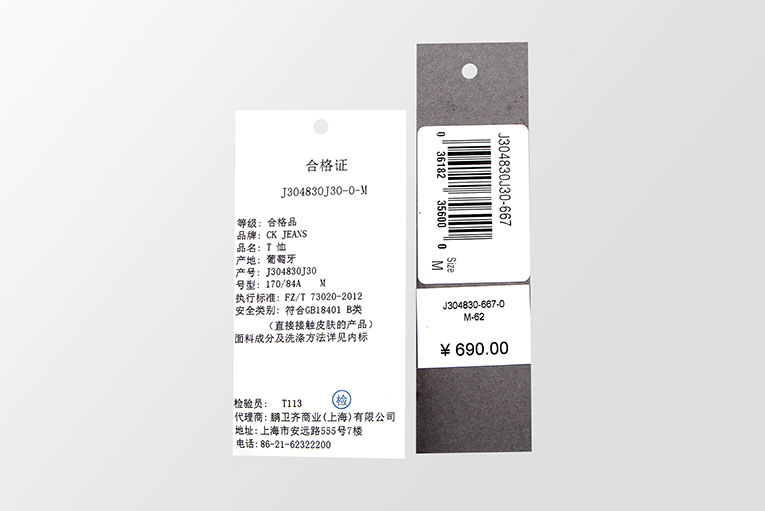 合格证
J304830J30-0-M
等级: 合格品
品牌: CK JEANS
品名: T 恤
产地: 葡萄牙
产号: J304830J30
号型: 170/84A M
执行标准: FZ/T 73020-2012
安全类别: 符合GB18401 B类
(直接接触皮肤的产品)
面料成分及洗涤方法详见内标
检验员: T113
检
代理商: 鹏卫齐商业(上海)有限公司
地址: 上海市安远路555号7楼
电话: 86-21-62322200
J304830J30-667
0 36182 35600 0
Size
M
J304830-667-0
M-62
¥ 690.00